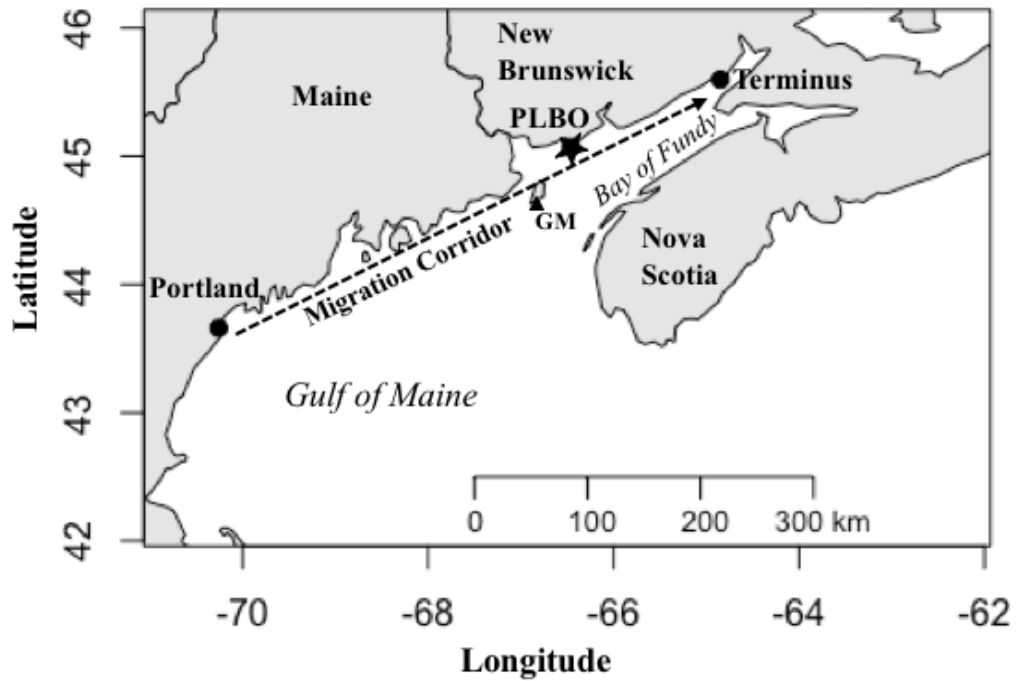 New
Brunswick
Maine
Terminus
PLBO
Bay of Fundy
GM
Migration Corridor
Nova
Scotia
Portland
Gulf of Maine
0 100 200 300 km
46
45
44
43
42
Latitude
-70 -68 -66 -64 -62
Longitude